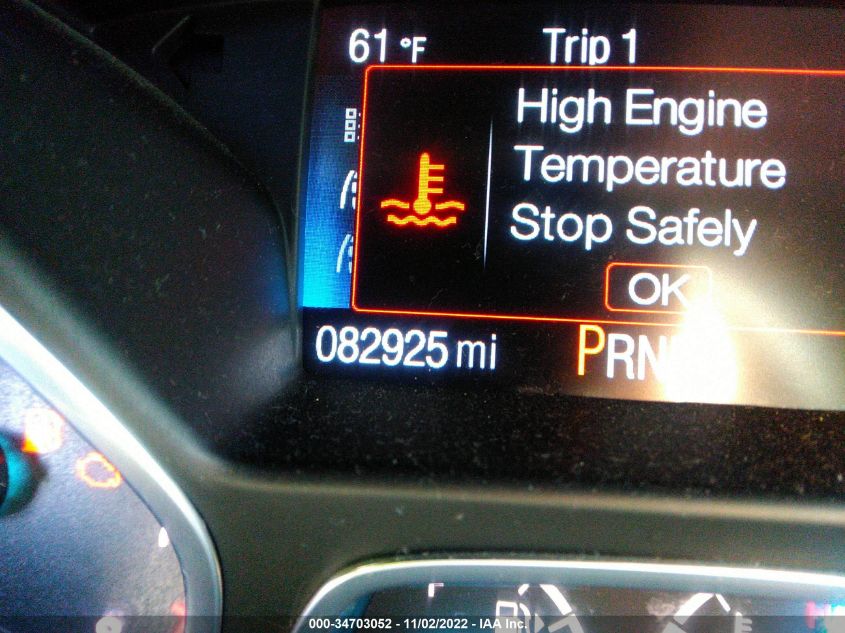 61 °F Trip 1
High Engine
Temperature
Stop Safely
OK
082925 mi PRN
F
000-34703052 - 11/02/2022 - IAA Inc.